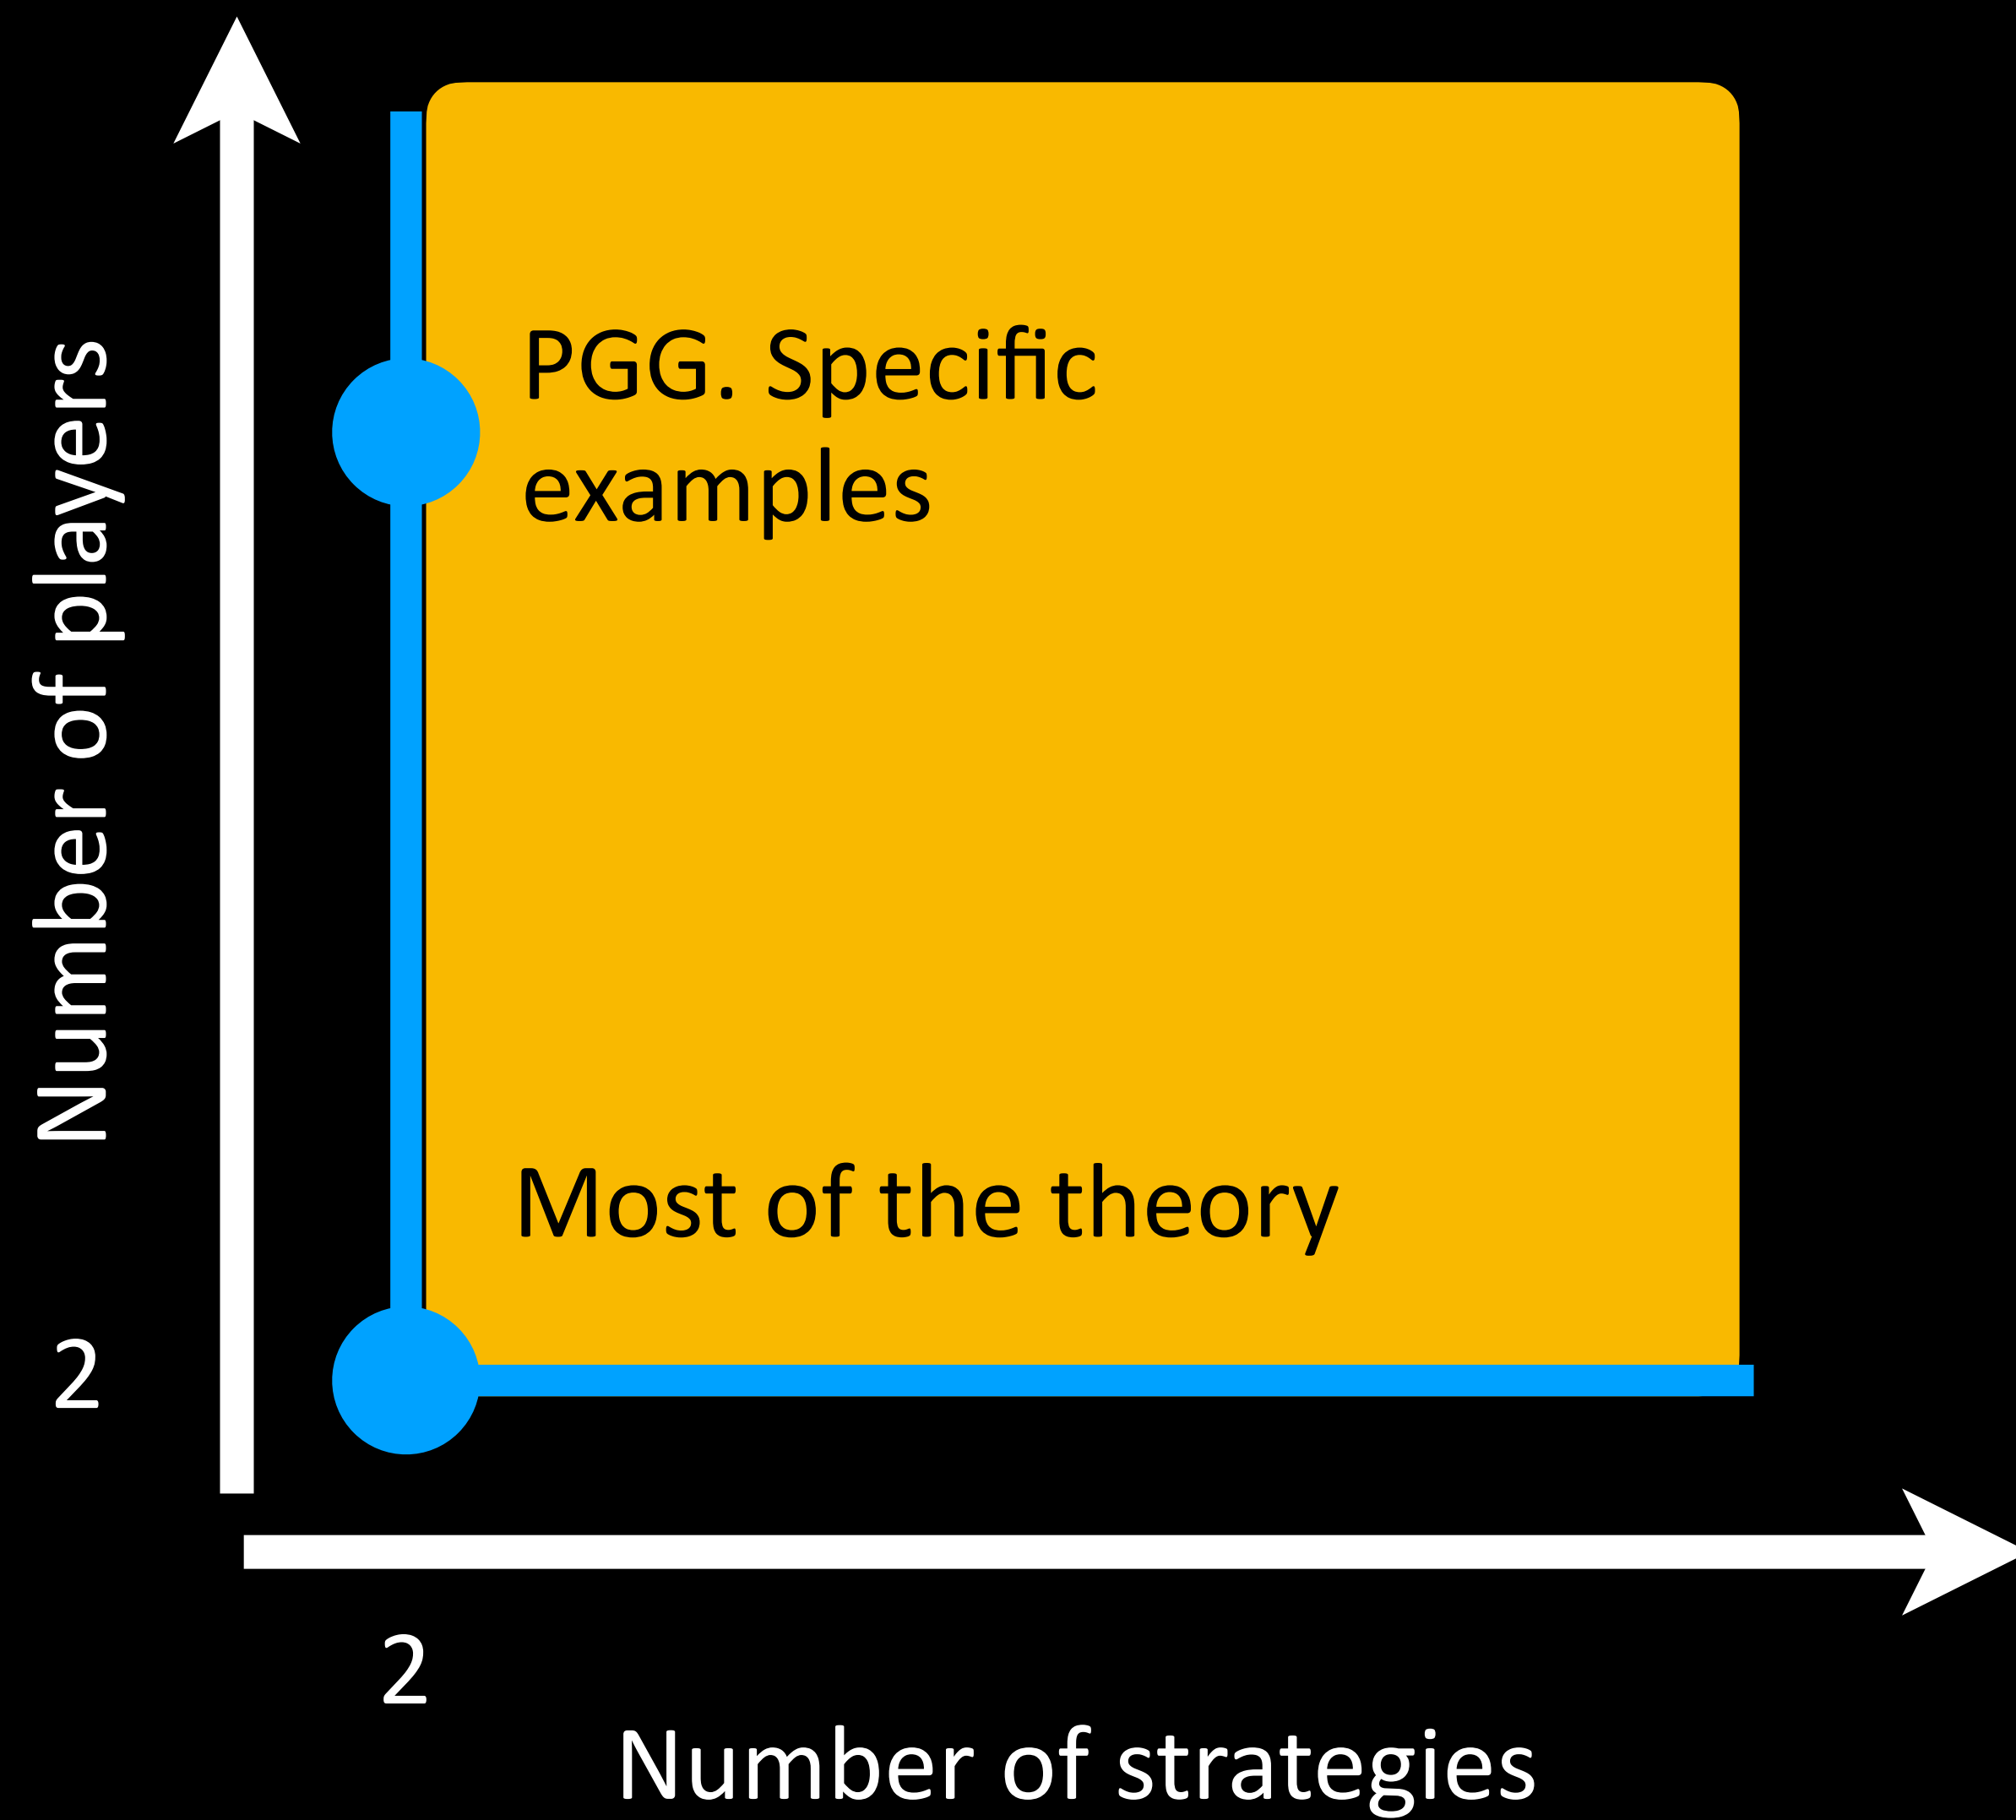 Number of players
PGG. Specific
examples
Most of the theory
2
2
Number of strategies